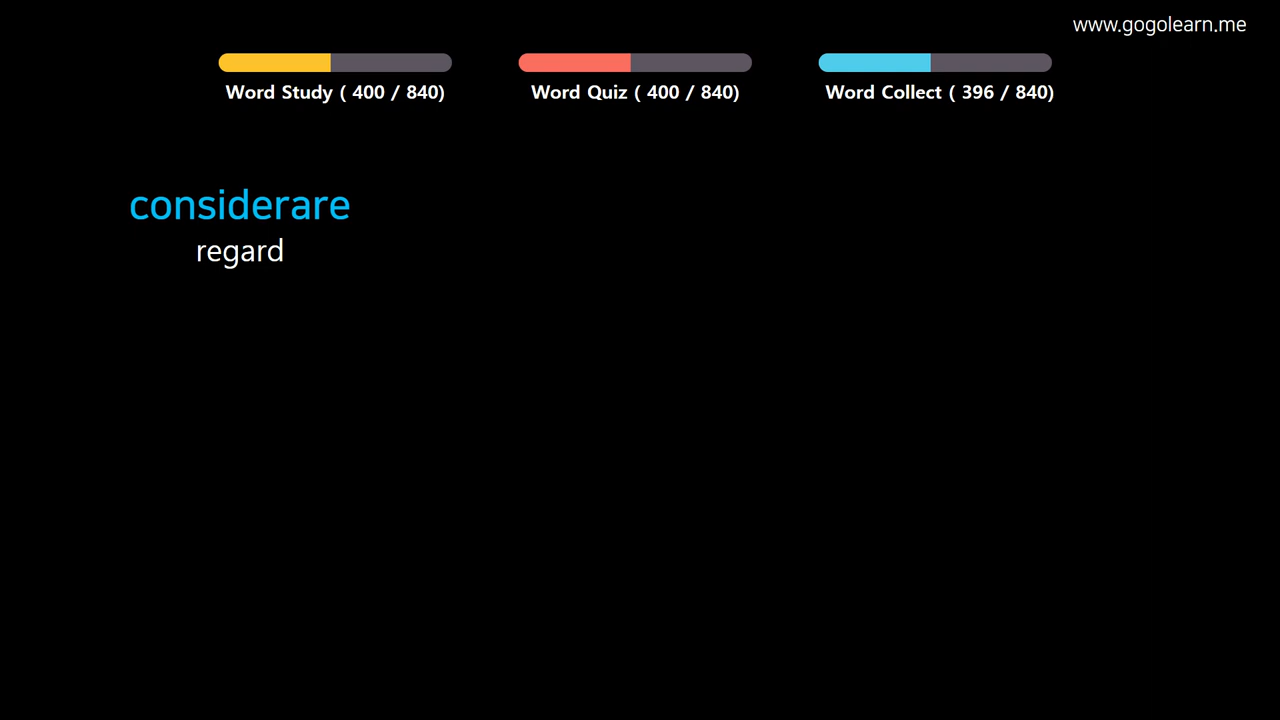 www.gogolearn.me
Word Study ( 400 / 840)
Word Quiz ( 400 / 840)
Word Collect ( 396 / 840)
considerare
regard